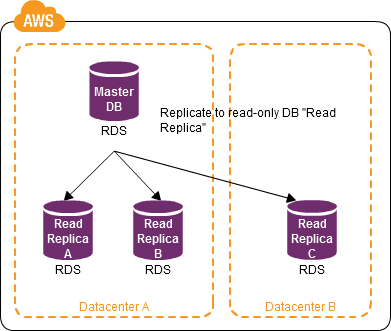 AWS
Master
DB
RDS
Replicate to read-only DB "Read
Replica"
Read
Replica
A
RDS
Read
Replica
B
RDS
Read
Replica
C
RDS
Datacenter A
Datacenter B